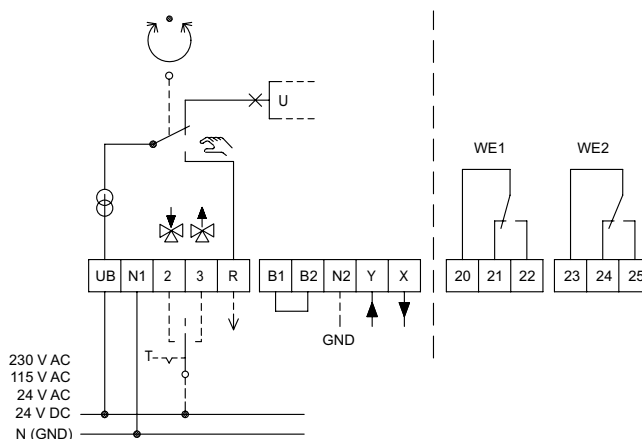 U
WE1
WE2
UB N1 2 3 R
B1 B2 N2 Y X
20 21 22
23 24 25
GND
T
230 V AC
115 V AC
24 V AC
24 V DC
N (GND)